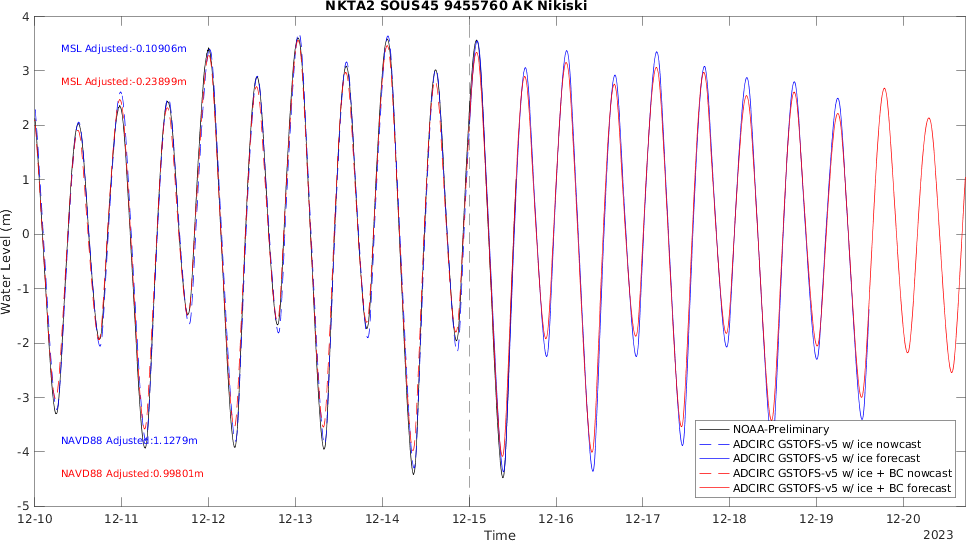 NKTA2 SOUS45 9455760 AK Nikiski
4
MSL Adjusted:-0.10906m
3
MSL Adjusted:-0.23899m
2
1
0
Water Level (m)
-1
-2
-3
NOAA-Preliminary
NAVD88 Adjusted:1.1279m
ADCIRC GSTOFS-v5 w/ ice nowcast
-4
ADCIRC GSTOFS-v5 w/ ice forecast
NAVD88 Adjusted:0.99801m
ADCIRC GSTOFS-v5 w/ ice + BC nowcast
ADCIRC GSTOFS-v5 w/ ice + BC forecast
-5
12-10 12-11 12-12 12-13 12-14 12-15 12-16 12-17 12-18 12-19 12-20
Time
2023